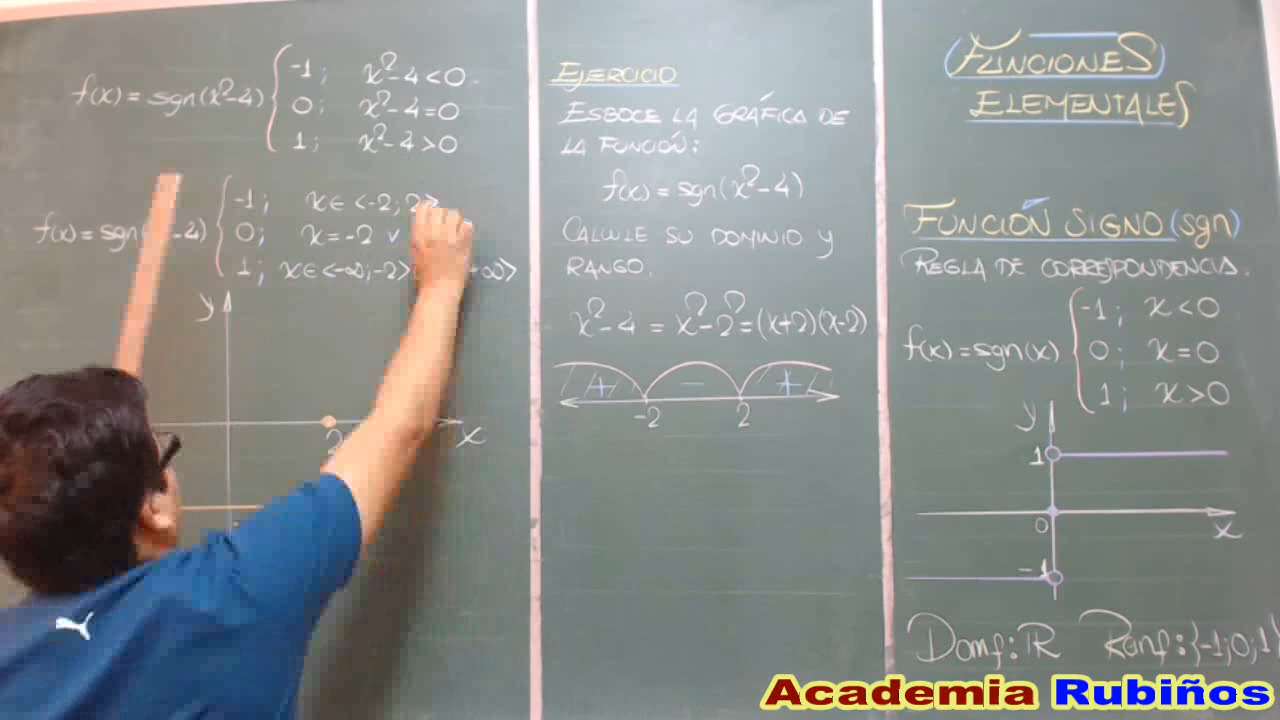 f(x) = sgn(x²-4)
-1; x²-4<0
0; x²-4=0
1; x²-4>0
f(x)=sgn( -4)
-1; x∈<-2;2>
0; x=-2 v
1; x∈<-∞;-2> +∞>
y
2
x
EJERCICIO
ESBOCE LA GRÁFICA DE
LA FUNCIÓN:
f(x) = sgn(x²-4)
CALCULE SU DOMINIO Y
RANGO.
x²-4 = x²-2² = (x+2)(x-2)
+ - +
-2 2
(FUNCIONES)
ELEMENTALES
FUNCIÓN SIGNO (sgn)
REGLA DE CORRESPONDENCIA.
f(x)=sgn(x)
-1; x<0
0; x=0
1; x>0
y
1
0
x
-1
Domf: ℝ Ranf: {-1;0;1}
Academia Rubiños